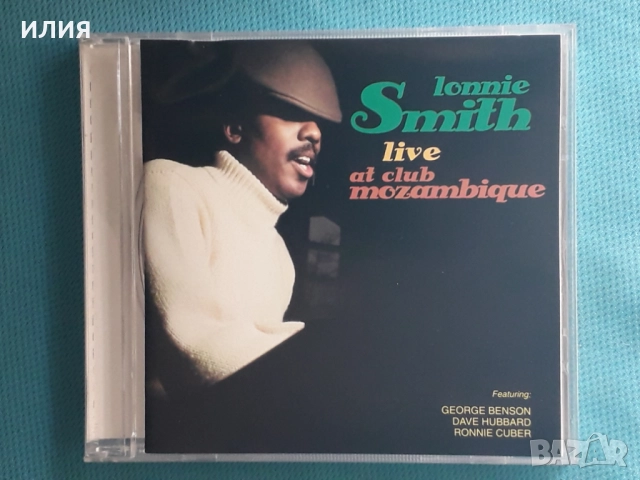 илия
lonnie
Smith
live
at club
mozambique
Featuring:
GEORGE BENSON
DAVE HUBBARD
RONNIE CUBER
BAZAR